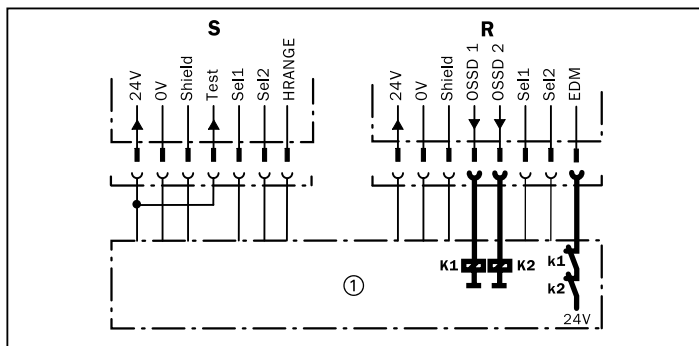 S
R
24V
0V
Shield
Test
Sel1
Sel2
HRANGE
24V
0V
Shield
OSSD 1
OSSD 2
Sel1
Sel2
EDM
K1
K2
k1
k2
①
24V